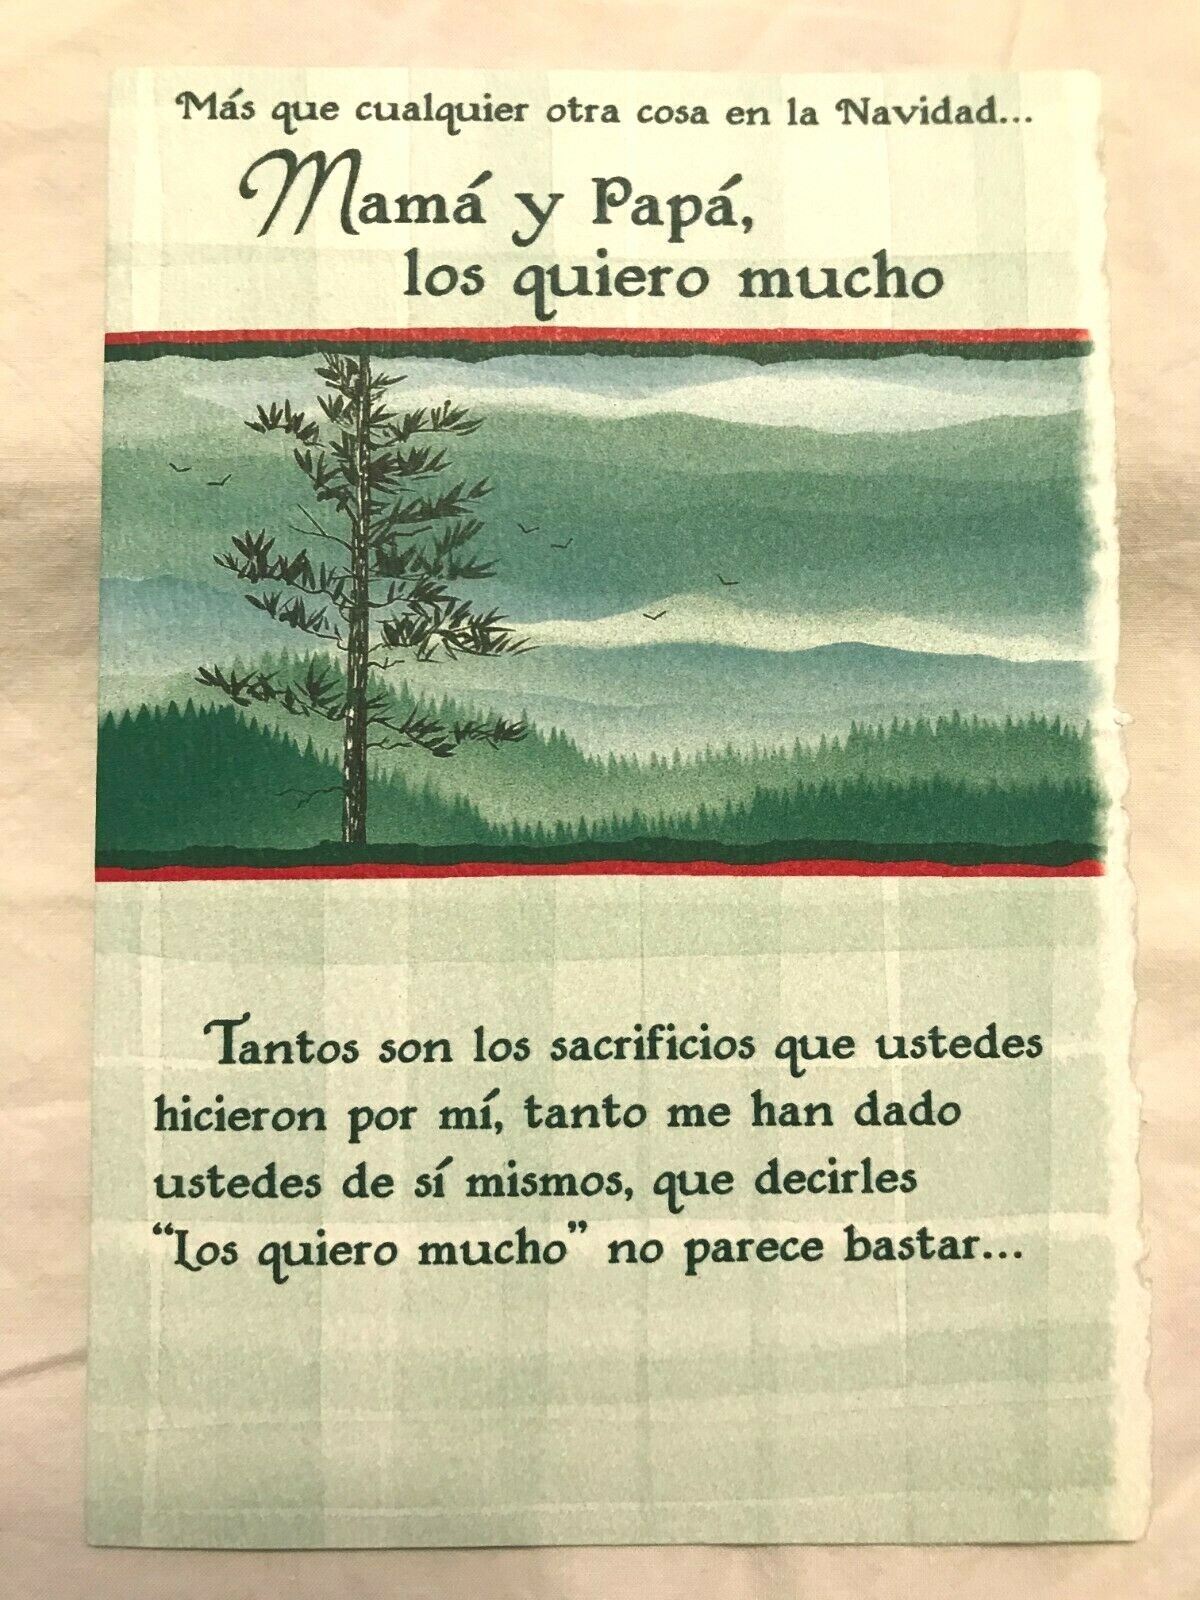 Más que cualquier otra cosa en la Navidad...
Mamá y Papá,
los quiero mucho
Tantos son los sacrificios que ustedes
hicieron por mí, tanto me han dado
ustedes de sí mismos, que decirles
“Los quiero mucho” no parece bastar...